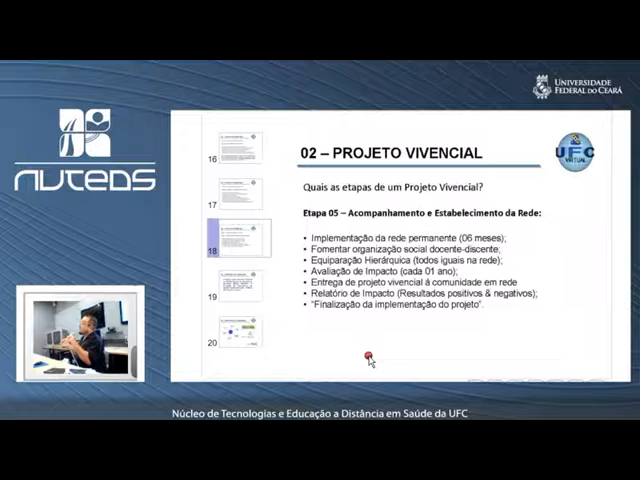 UNIVERSIDADE
FEDERAL DO CEARÁ
NUTEDS
16
17
18
19
20
02 – PROJETO VIVENCIAL
UFC
VIRTUAL
Quais as etapas de um Projeto Vivencial?
Etapa 05 – Acompanhamento e Estabelecimento da Rede:
• Implementação da rede permanente (06 meses);
• Fomentar organização social docente-discente;
• Equiparação Hierárquica (todos iguais na rede);
• Avaliação de Impacto (cada 01 ano);
• Entrega de projeto vivencial á comunidade em rede
• Relatório de Impacto (Resultados positivos & negativos);
• “Finalização da implementação do projeto”.
Núcleo de Tecnologias e Educação a Distância em Saúde da UFC